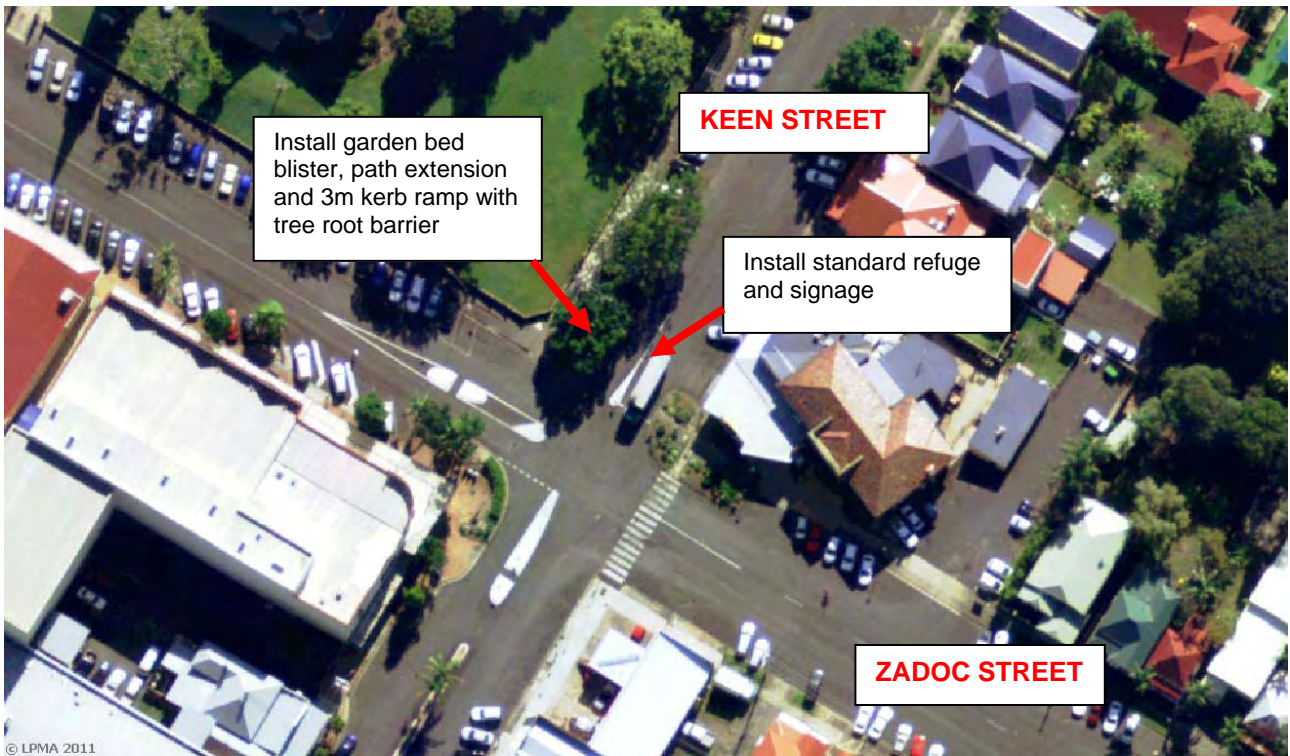 KEEN STREET
Install garden bed
blister, path extension
and 3m kerb ramp with
tree root barrier
Install standard refuge
and signage
ZADOC STREET
© LPMA 2011